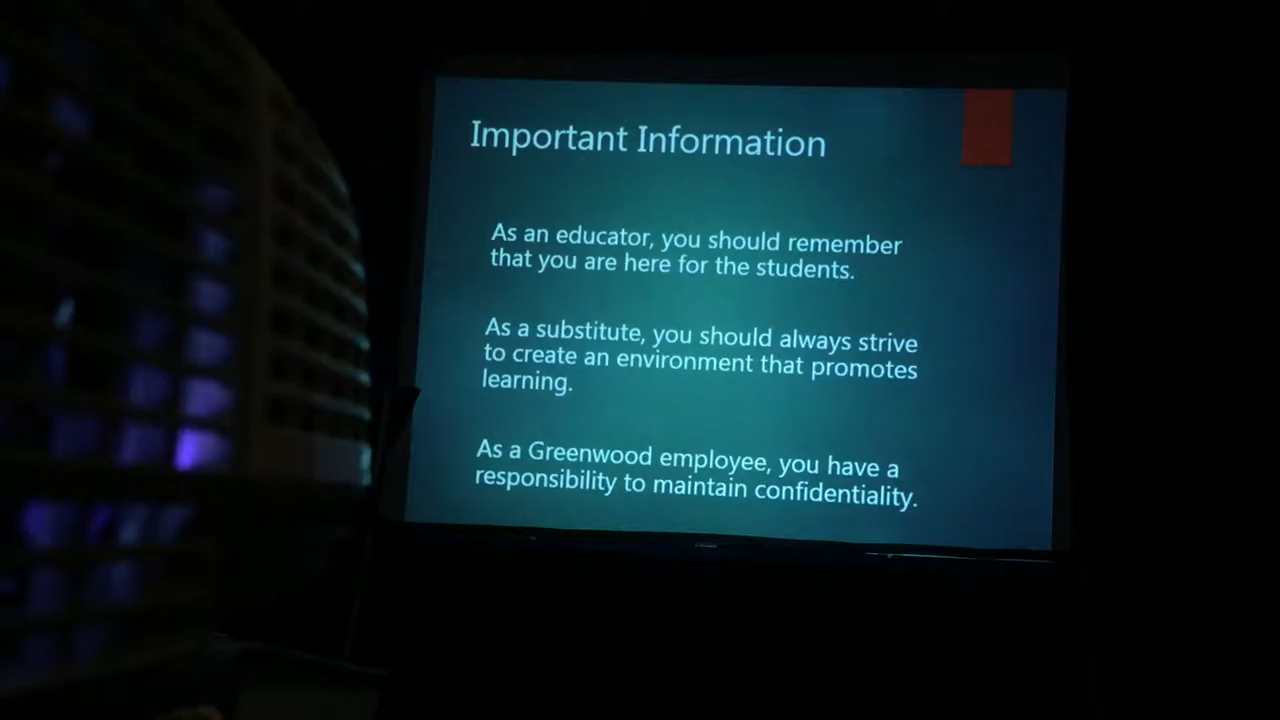 Important Information
As an educator, you should remember
that you are here for the students.
As a substitute, you should always strive
to create an environment that promotes
learning.
As a Greenwood employee, you have a
responsibility to maintain confidentiality.